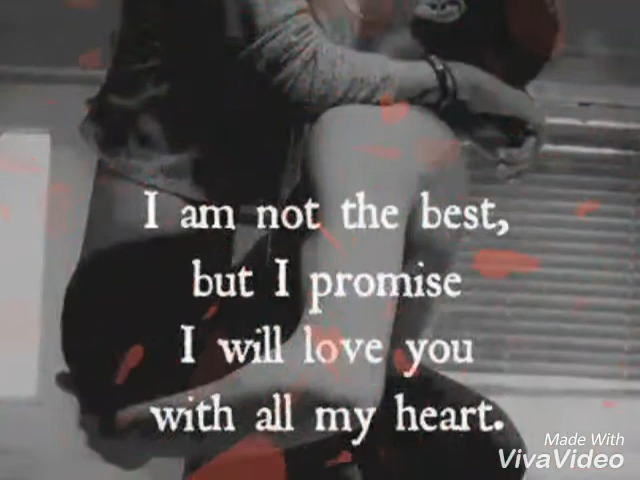 I am not the best,
but I promise
I will love you
with all my heart.
Made With
VivaVideo